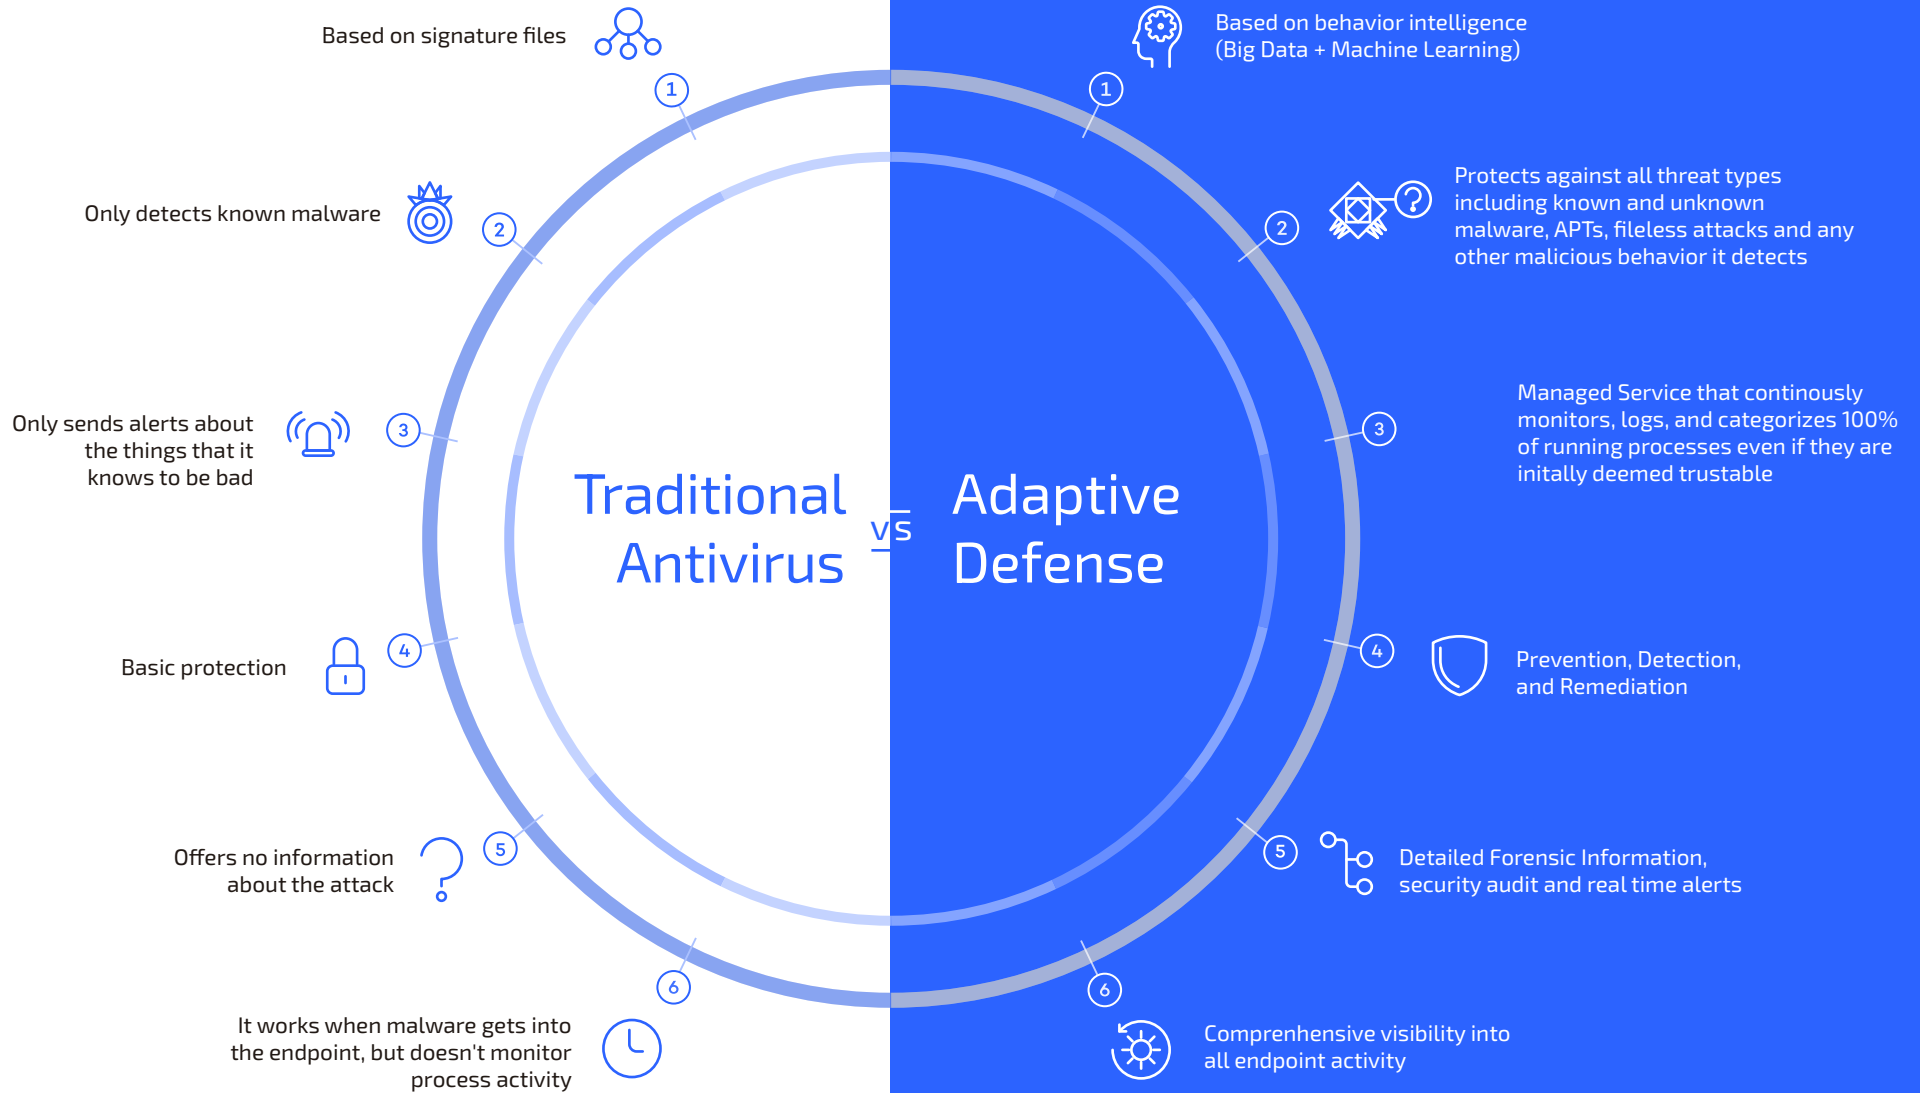 Based on signature files
1
Only detects known malware
2
Only sends alerts about
the things that it
knows to be bad
3
Basic protection
4
Offers no information
about the attack
5
6
It works when malware gets into
the endpoint, but doesn't monitor
process activity
Traditional
Antivirus
vs
Adaptive
Defense
Based on behavior intelligence
(Big Data + Machine Learning)
1
Protects against all threat types
including known and unknown
malware, APTs, fileless attacks and any
other malicious behavior it detects
2
Managed Service that continously
monitors, logs, and categorizes 100%
of running processes even if they are
initally deemed trustable
3
Prevention, Detection,
and Remediation
4
Detailed Forensic Information,
security audit and real time alerts
5
6
Comprenhensive visibility into
all endpoint activity